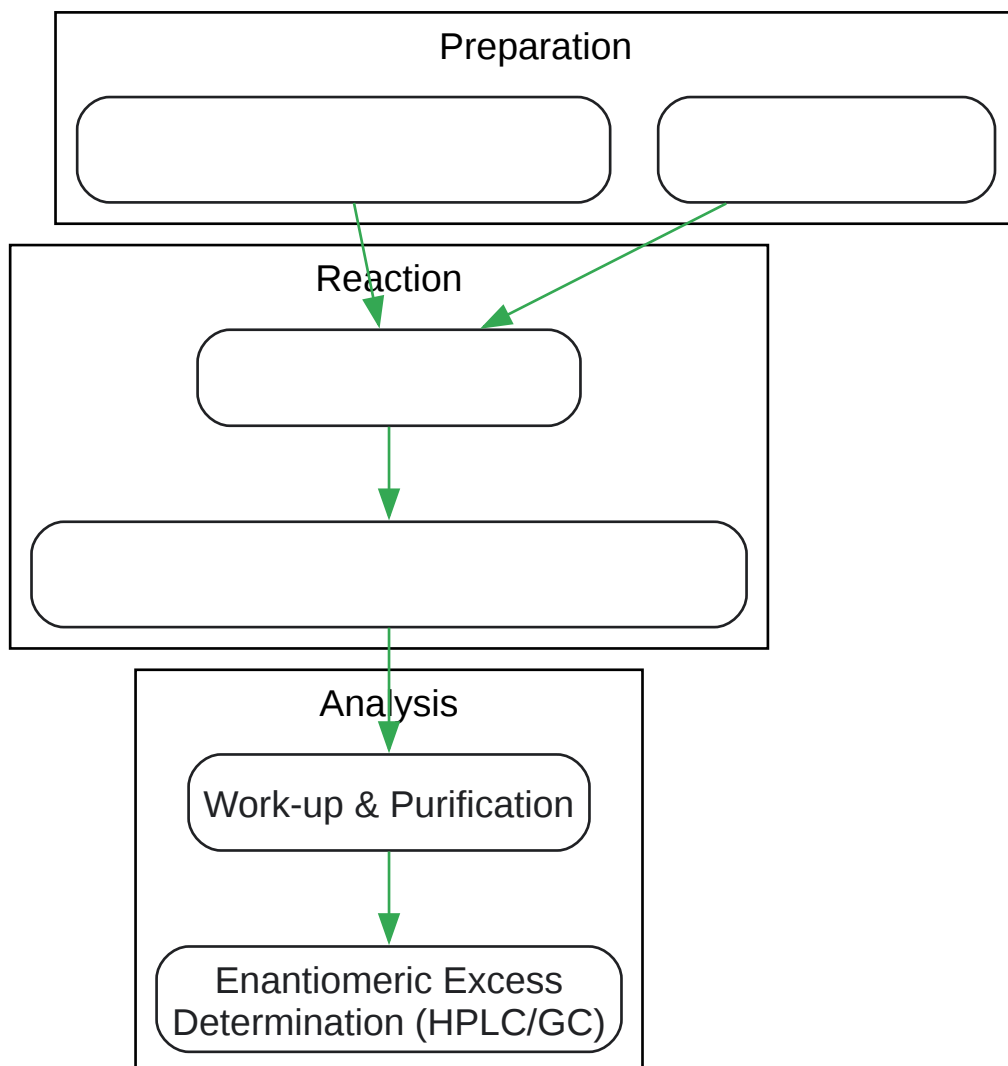 Preparation
Reaction
Analysis
Work-up & Purification
Enantiomeric Excess
Determination (HPLC/GC)